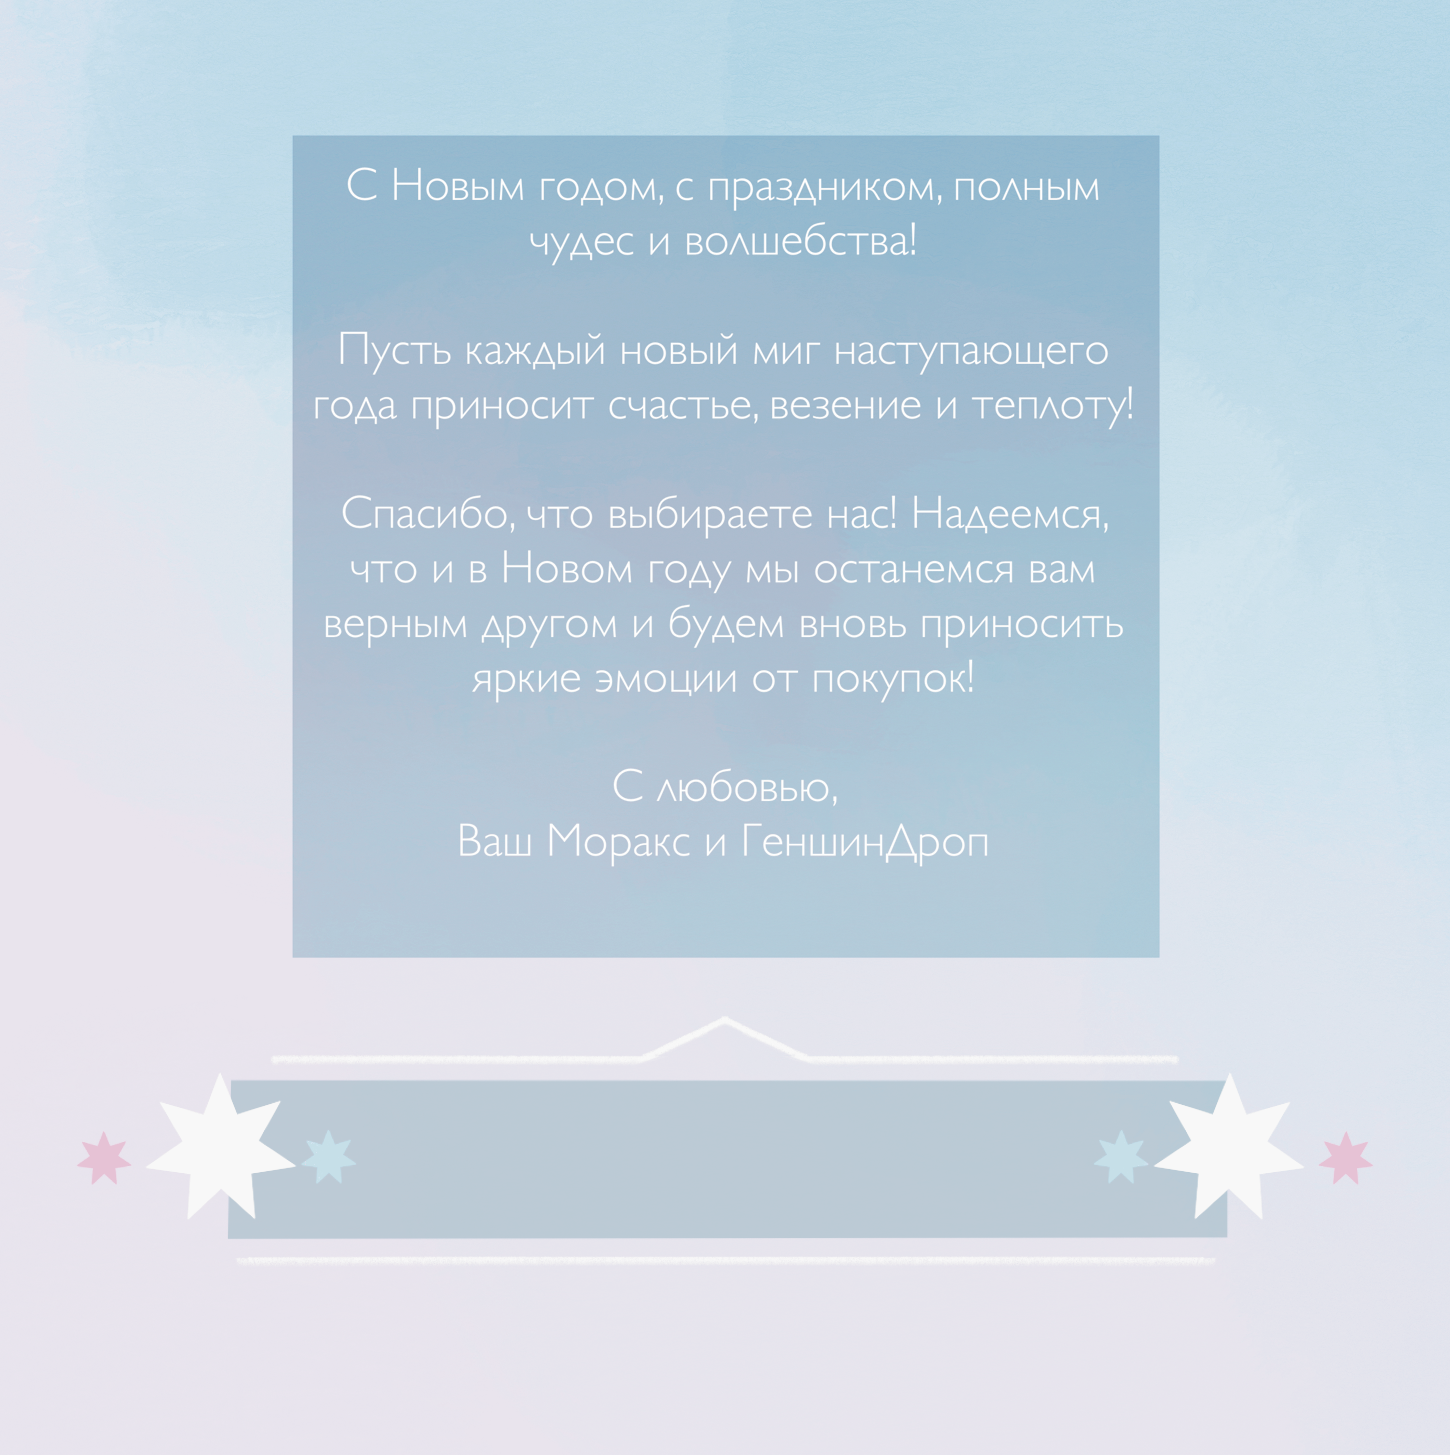 С Новым годом, с праздником, полным
чудес и волшебства!
Пусть каждый новый миг наступающего
года приносит счастье, везение и теплоту!
Спасибо, что выбираете нас! Надеемся,
что и в Новом году мы останемся вам
верным другом и будем вновь приносить
яркие эмоции от покупок!
С любовью,
Ваш Моракс и ГеншинДроп